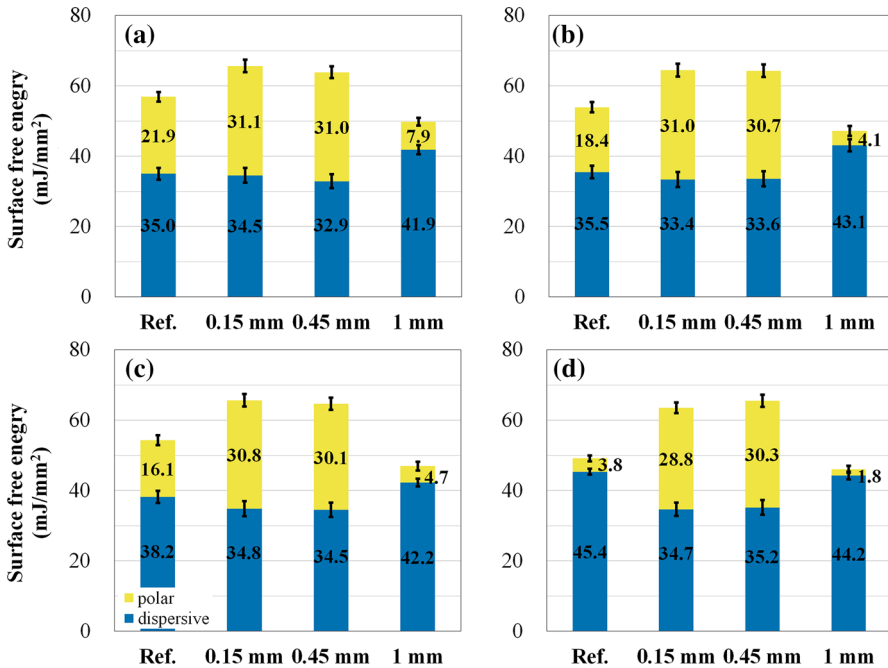 (a)
Surface free enegry
(mJ/mm²)
80
60
40
20
0
21.9
31.1
31.0
7.9
35.0
34.5
32.9
41.9
Ref.
0.15 mm
0.45 mm
1 mm
(b)
80
60
40
20
0
18.4
31.0
30.7
4.1
35.5
33.4
33.6
43.1
Ref.
0.15 mm
0.45 mm
1 mm
(c)
Surface free enegry
(mJ/mm²)
80
60
40
20
0
16.1
30.8
30.1
4.7
38.2
34.8
34.5
42.2
polar
dispersive
Ref.
0.15 mm
0.45 mm
1 mm
(d)
80
60
40
20
0
3.8
28.8
30.3
1.8
45.4
34.7
35.2
44.2
Ref.
0.15 mm
0.45 mm
1 mm